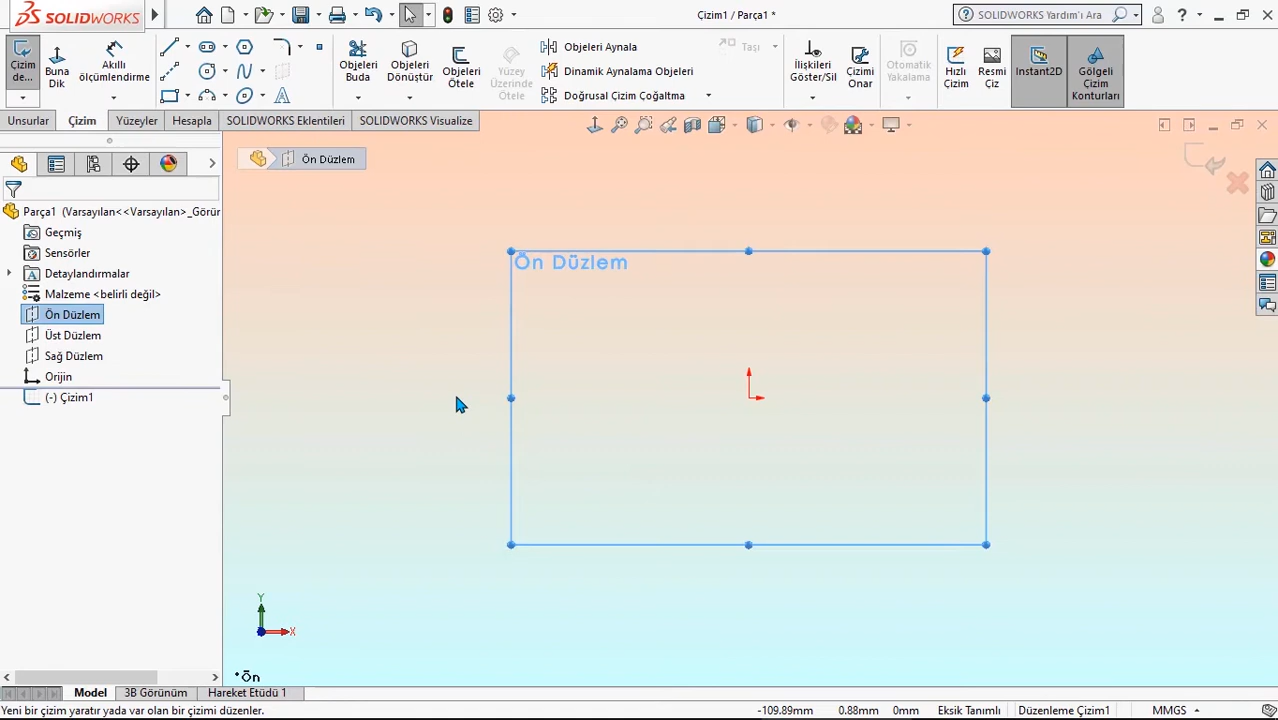 SOLIDWORKS
Çizim1 / Parça1 *
SOLIDWORKS Yardım'ı Ara
?
Çizim de...
Buna Dik
Akıllı ölçümlendirme
Objeleri Buda
Objeleri Dönüştür
Objeleri Ötele
Yüzey Üzerinde Ötele
Objeleri Aynala
Dinamik Aynalama Objeleri
Doğrusal Çizim Çoğaltma
Taşı
İlişkileri Göster/Sil
Çizimi Onar
Otomatik Yakalama
Hızlı Çizim
Resmi Çiz
Instant2D
Gölgeli Çizim Konturları
Unsurlar
Çizim
Yüzeyler
Hesapla
SOLIDWORKS Eklentileri
SOLIDWORKS Visualize
Ön Düzlem
Parça1 (Varsayılan<<Varsayılan>_Görür
Geçmiş
Sensörler
Detaylandırmalar
Malzeme <belirli değil>
Ön Düzlem
Üst Düzlem
Sağ Düzlem
Orijin
(-) Çizim1
Ön Düzlem
Y
X
*Ön
Model
3B Görünüm
Hareket Etüdü 1
Yeni bir çizim yaratır yada var olan bir çizimi düzenler.
-109.89mm
0.88mm
0mm
Eksik Tanımlı
Düzenleme Çizim1
MMGS